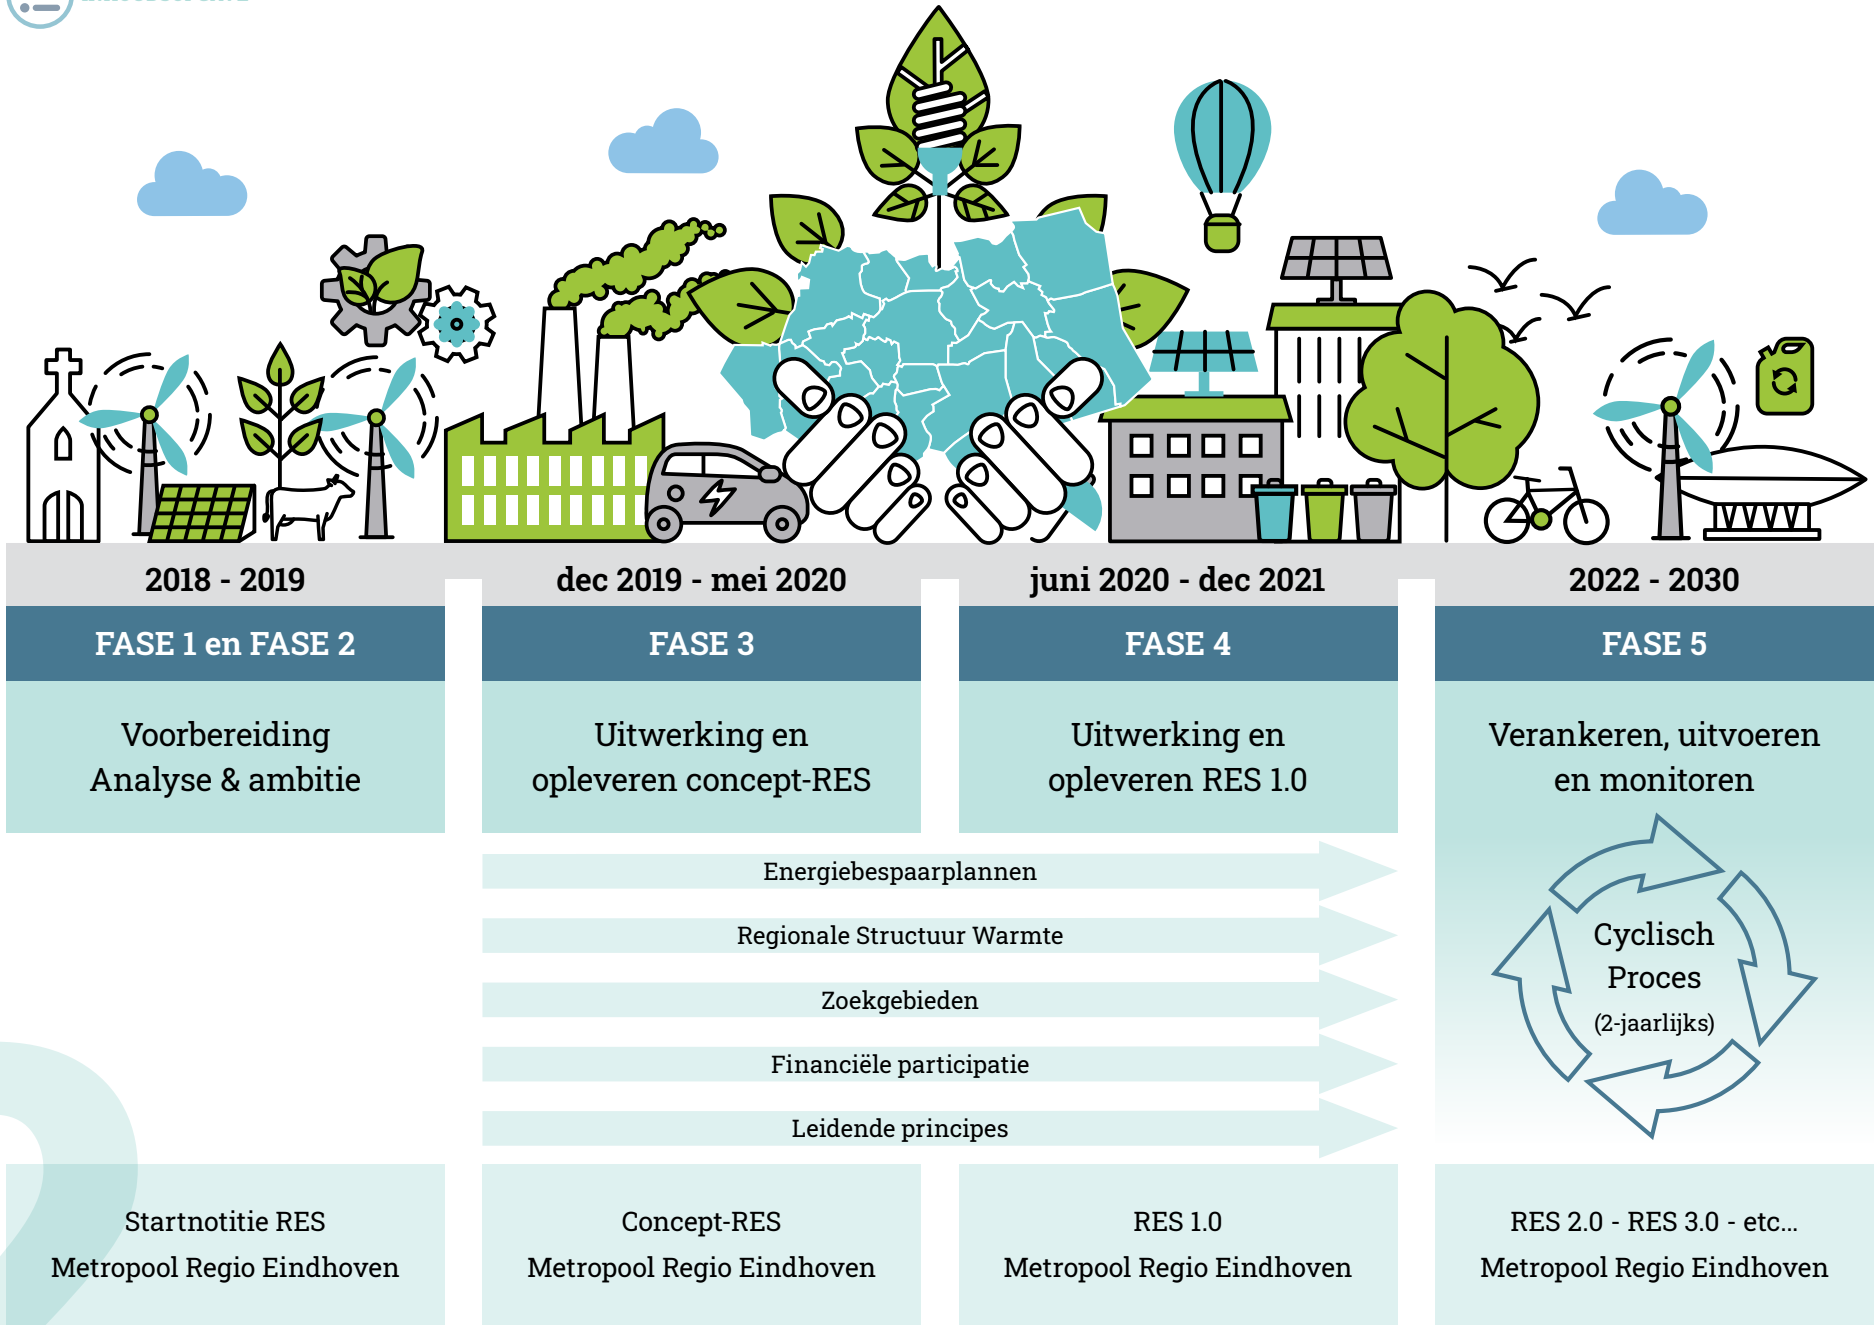 2018 - 2019
dec 2019 - mei 2020
juni 2020 - dec 2021
2022 - 2030
FASE 1 en FASE 2
FASE 3
FASE 4
FASE 5
Voorbereiding
Analyse & ambitie
Uitwerking en
opleveren concept-RES
Uitwerking en
opleveren RES 1.0
Verankeren, uitvoeren
en monitoren
Energiebespaarplannen
Regionale Structuur Warmte
Zoekgebieden
Financiële participatie
Leidende principes
Cyclisch
Proces
(2-jaarlijks)
Startnotitie RES
Metropool Regio Eindhoven
Concept-RES
Metropool Regio Eindhoven
RES 1.0
Metropool Regio Eindhoven
RES 2.0 - RES 3.0 - etc...
Metropool Regio Eindhoven